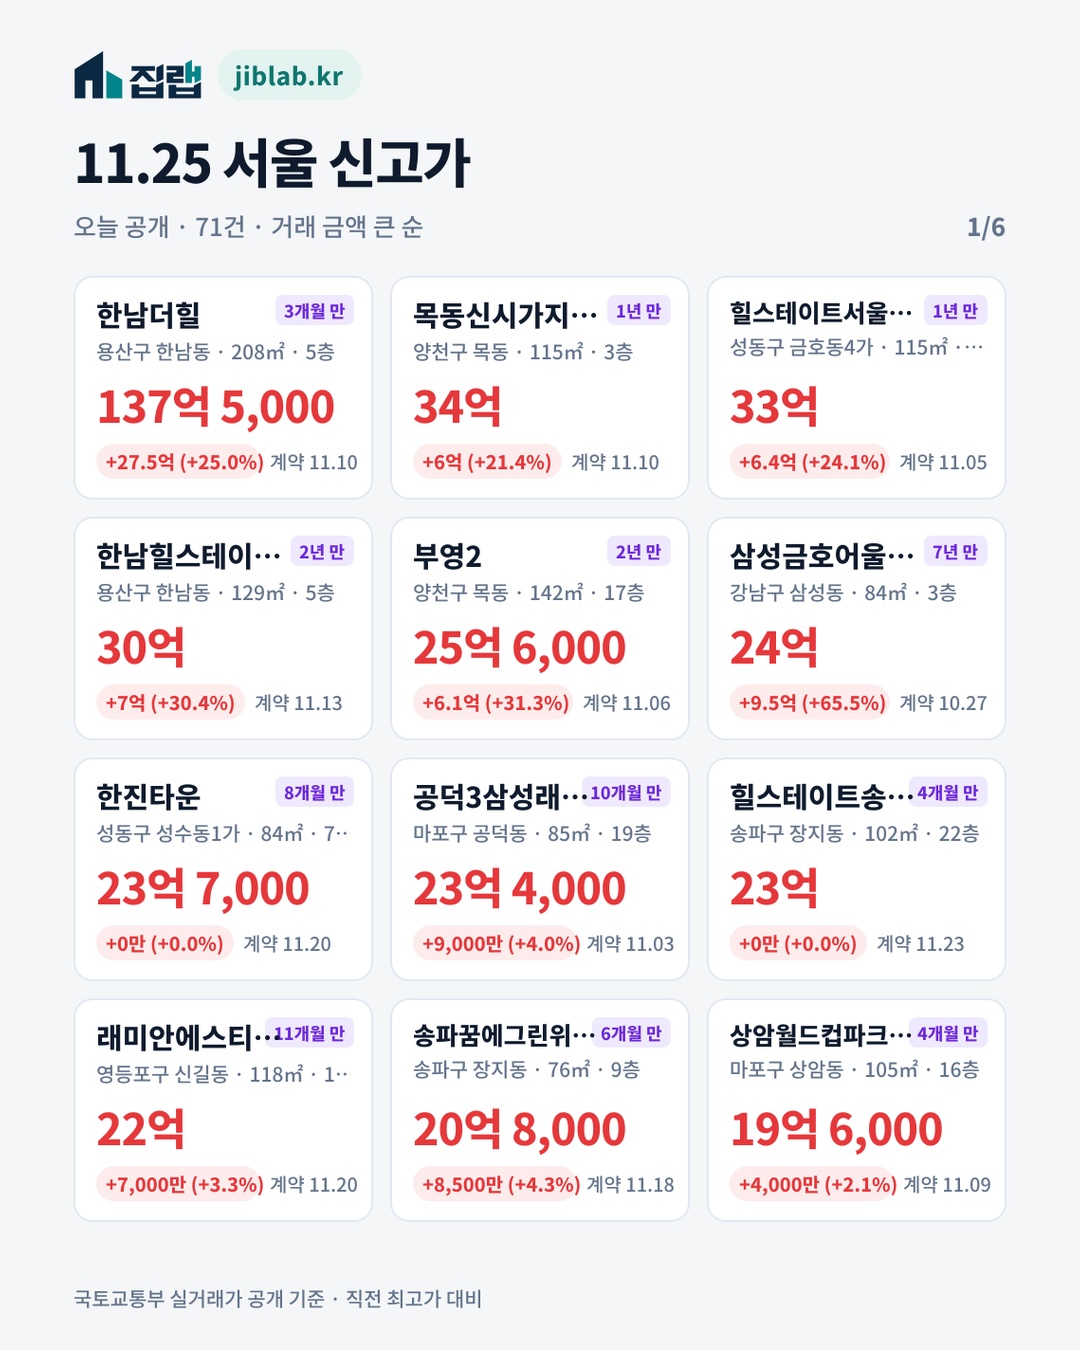 집랩 jiblab.kr
11.25 서울 신고가
오늘 공개 · 71건 · 거래 금액 큰 순 1/6
한남더힐 3개월 만
용산구 한남동 · 208㎡ · 5층
137억 5,000
+27.5억 (+25.0%) 계약 11.10
목동신시가지… 1년 만
양천구 목동 · 115㎡ · 3층
34억
+6억 (+21.4%) 계약 11.10
힐스테이트서울… 1년 만
성동구 금호동4가 · 115㎡ ·…
33억
+6.4억 (+24.1%) 계약 11.05
한남힐스테이… 2년 만
용산구 한남동 · 129㎡ · 5층
30억
+7억 (+30.4%) 계약 11.13
부영2 2년 만
양천구 목동 · 142㎡ · 17층
25억 6,000
+6.1억 (+31.3%) 계약 11.06
삼성금호어울… 7년 만
강남구 삼성동 · 84㎡ · 3층
24억
+9.5억 (+65.5%) 계약 10.27
한진타운 8개월 만
성동구 성수동1가 · 84㎡ · 7…
23억 7,000
+0만 (+0.0%) 계약 11.20
공덕3삼성래… 10개월 만
마포구 공덕동 · 85㎡ · 19층
23억 4,000
+9,000만 (+4.0%) 계약 11.03
힐스테이트송… 4개월 만
송파구 장지동 · 102㎡ · 22층
23억
+0만 (+0.0%) 계약 11.23
래미안에스티… 11개월 만
영등포구 신길동 · 118㎡ · 1…
22억
+7,000만 (+3.3%) 계약 11.20
송파꿈에그린위… 6개월 만
송파구 장지동 · 76㎡ · 9층
20억 8,000
+8,500만 (+4.3%) 계약 11.18
상암월드컵파크… 4개월 만
마포구 상암동 · 105㎡ · 16층
19억 6,000
+4,000만 (+2.1%) 계약 11.09
국토교통부 실거래가 공개 기준 · 직전 최고가 대비